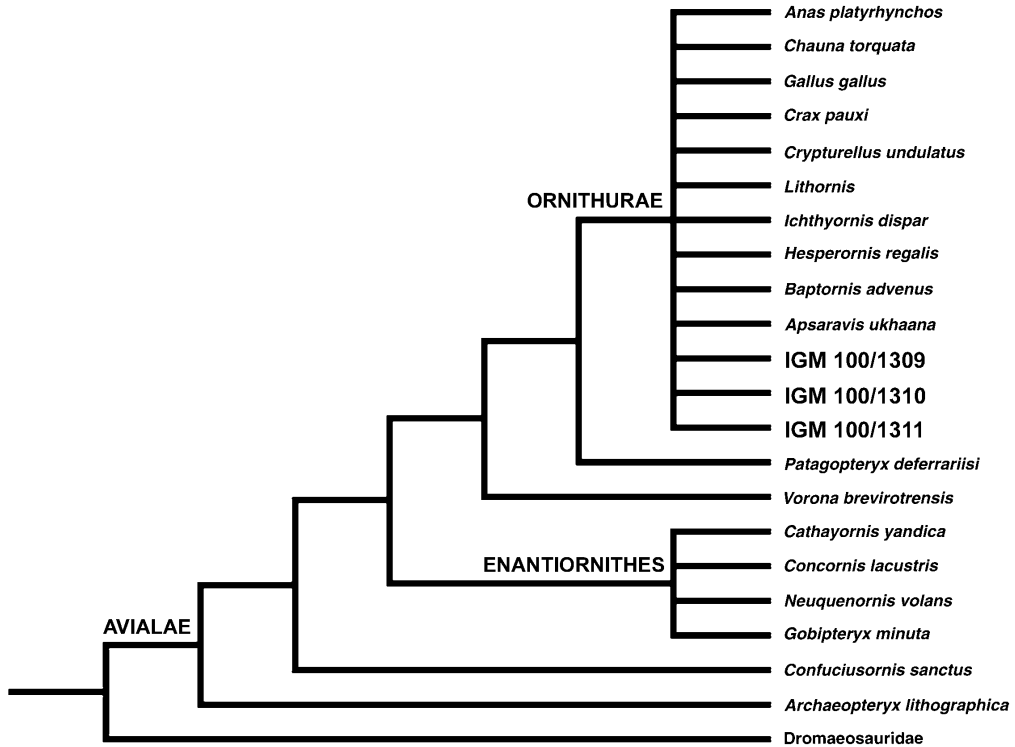 Anas platyrhynchos
Chauna torquata
Gallus gallus
Crax pauxi
Crypturellus undulatus
Lithornis
ORNITHURAE
Ichthyornis dispar
Hesperornis regalis
Baptornis advenus
Apsaravis ukhaana
IGM 100/1309
IGM 100/1310
IGM 100/1311
Patagopteryx deferrariisi
Vorona brevirotrensis
Cathayornis yandica
ENANTIORNITHES
Concornis lacustris
Neuquenornis volans
AVIALAE
Gobipteryx minuta
Confuciusornis sanctus
Archaeopteryx lithographica
Dromaeosauridae